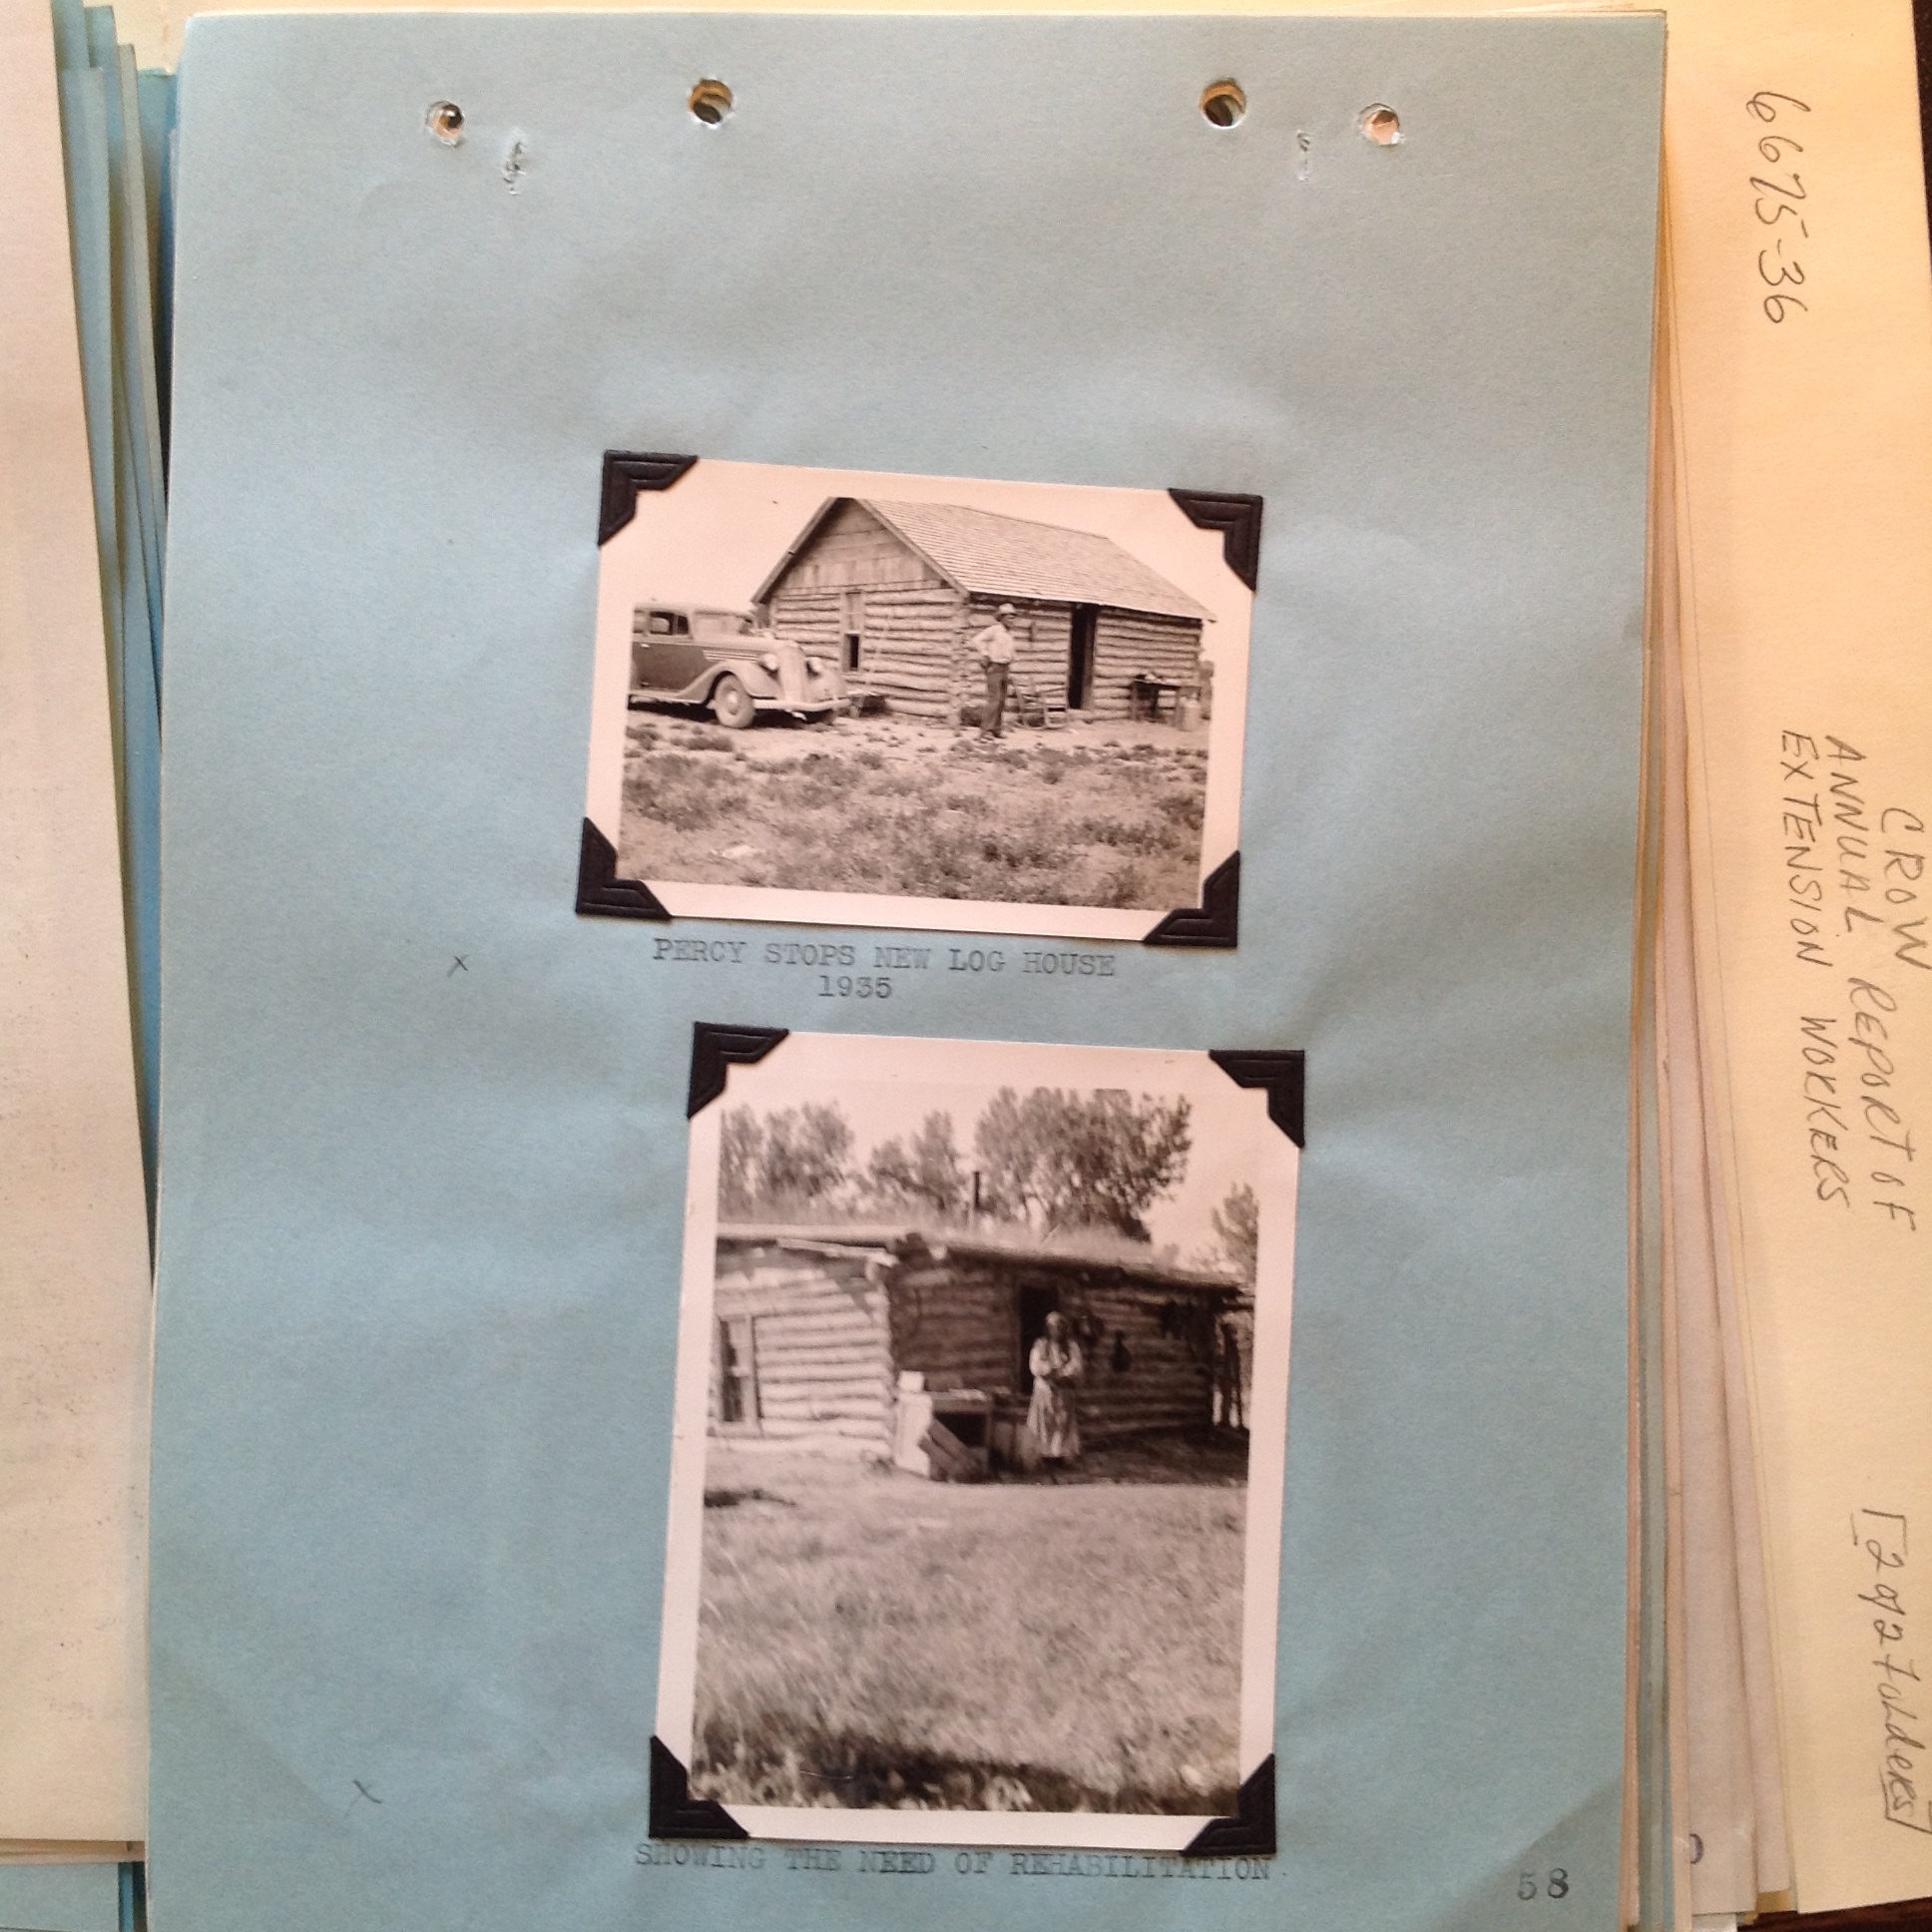 PERCY STOPS NEW LOG HOUSE
1935
SHOWING THE NEED OF REHABILITATION.
58
6675-36
CROW
ANNUAL REPORT OF
EXTENSION WORKERS
[2 of 2 Folders]